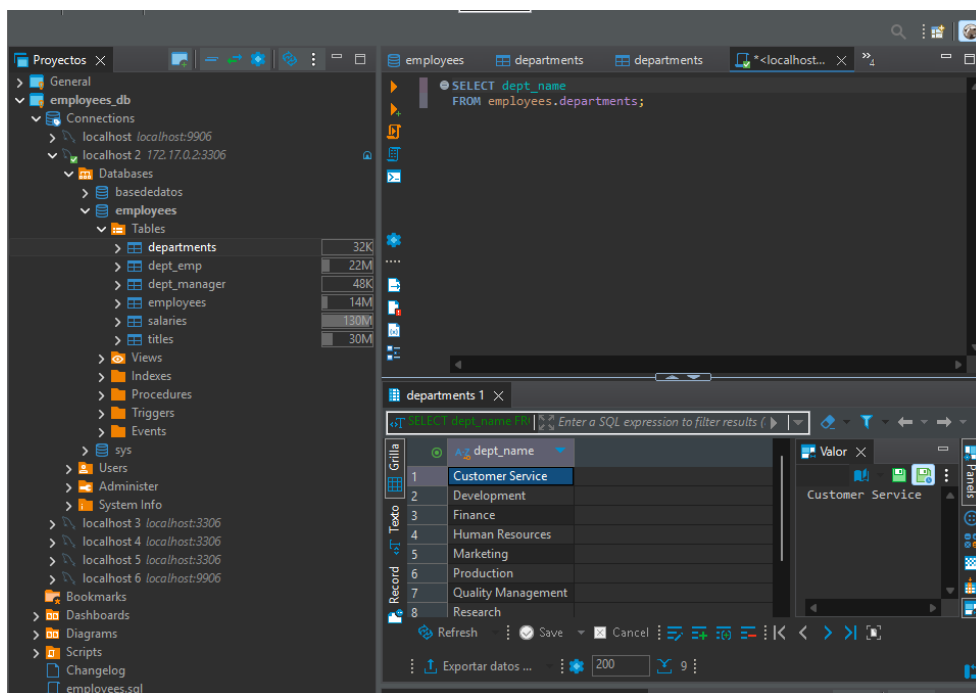 Proyectos
General
employees_db
Connections
localhost localhost:9906
localhost 2 172.17.0.2:3306
Databases
basededatos
employees
Tables
departments 32K
dept_emp 22M
dept_manager 48K
employees 14M
salaries 130M
titles 30M
Views
Indexes
Procedures
Triggers
Events
sys
Users
Administer
System Info
localhost 3 localhost:3306
localhost 4 localhost:3306
localhost 5 localhost:3306
localhost 6 localhost:9906
Bookmarks
Dashboards
Diagrams
Scripts
Changelog
employees.sql
employees departments departments *<localhost... 4
SELECT dept_name
FROM employees.departments;
departments 1
SELECT dept_name FR Enter a SQL expression to filter results (
Grilla
Texto
Record
dept_name
1 Customer Service
2 Development
3 Finance
4 Human Resources
5 Marketing
6 Production
7 Quality Management
8 Research
Valor
Customer Service
Panels
Refresh Save Cancel
Exportar datos ... 200 9